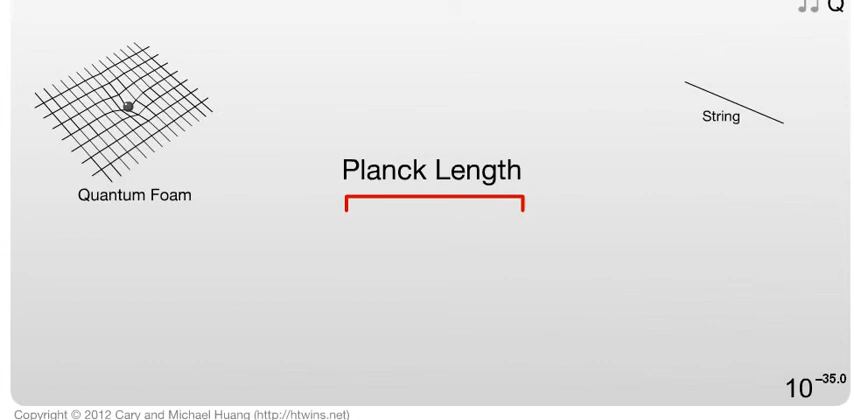 Q
String
Planck Length
Quantum Foam
10⁻³⁵·⁰
Copyright © 2012 Cary and Michael Huang (http://htwins.net)